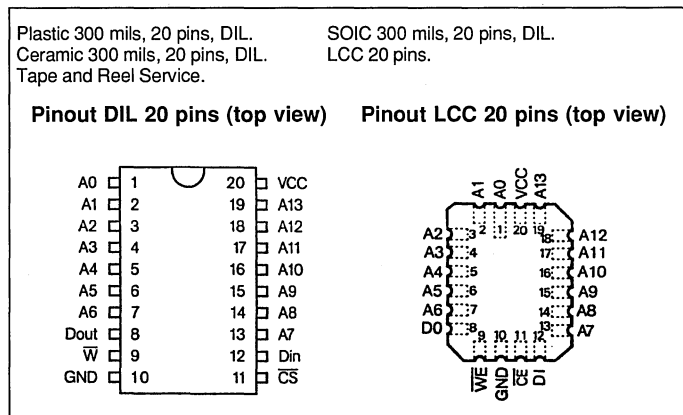 Plastic 300 mils, 20 pins, DIL.
Ceramic 300 mils, 20 pins, DIL.
Tape and Reel Service.
SOIC 300 mils, 20 pins, DIL.
LCC 20 pins.
Pinout DIL 20 pins (top view)
A0 1 20 VCC
A1 2 19 A13
A2 3 18 A12
A3 4 17 A11
A4 5 16 A10
A5 6 15 A9
A6 7 14 A8
Dout 8 13 A7
W̅ 9 12 Din
GND 10 11 C̅S̅
Pinout LCC 20 pins (top view)
A1 A0 VCC A13
2 1 20 19
A2 3 18 A12
A3 4 17 A11
A4 5 16 A10
A5 6 15 A9
A6 7 14 A8
D0 8 13 A7
9 10 11 12
W̅E̅ GND C̅E̅ DI